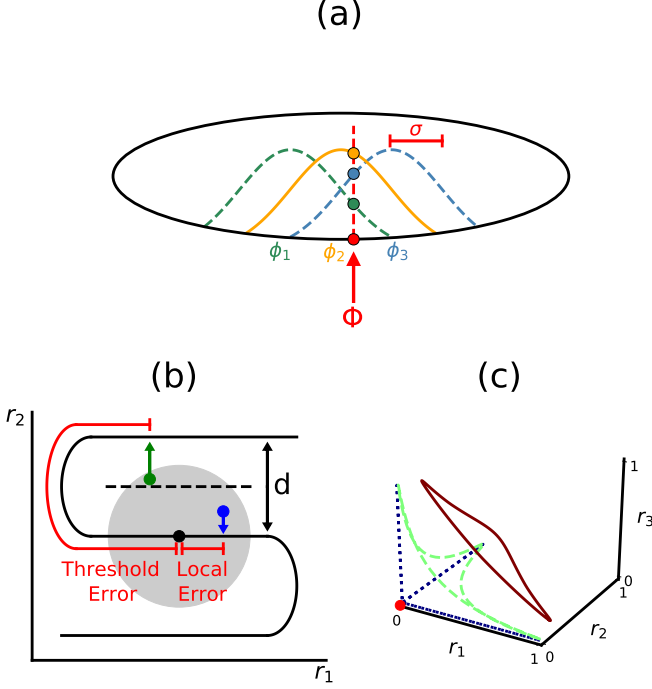 (a)
σ
ϕ1 ϕ2 ϕ3
Φ
(b)
r2
d
Threshold Error
Local Error
r1
(c)
1
r3
0
1
r2
0
r1
1 0